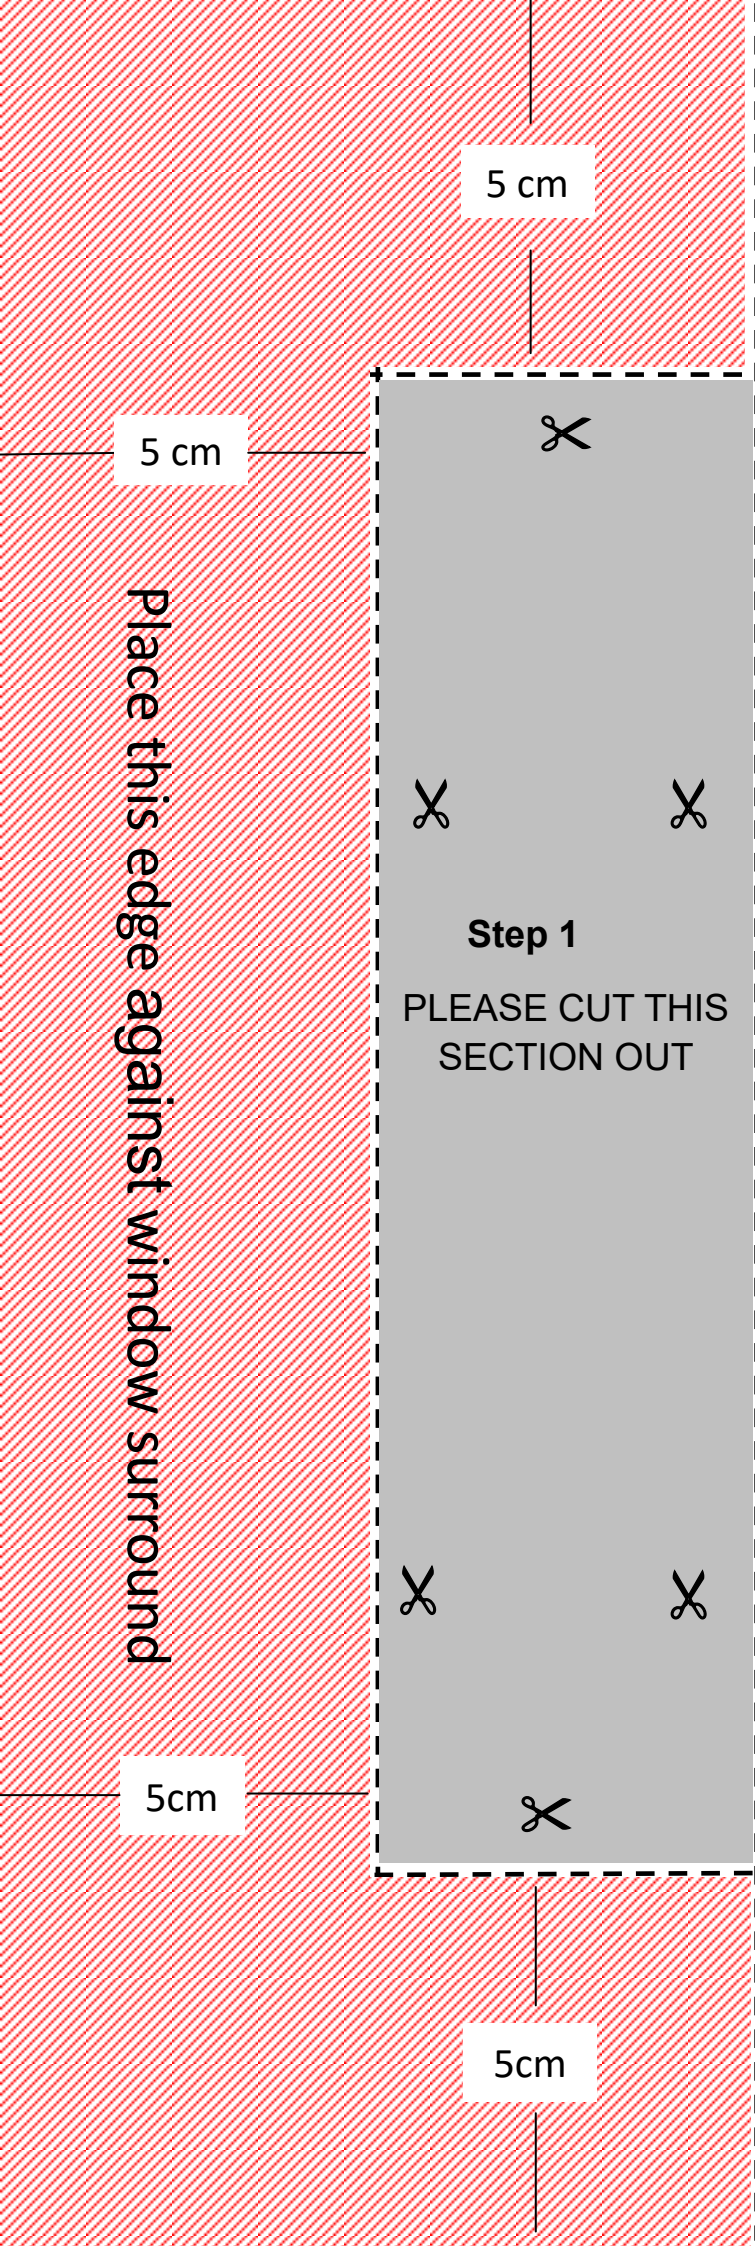 5 cm
5 cm
Place this edge against window surround
Step 1
PLEASE CUT THIS
SECTION OUT
5cm
5cm